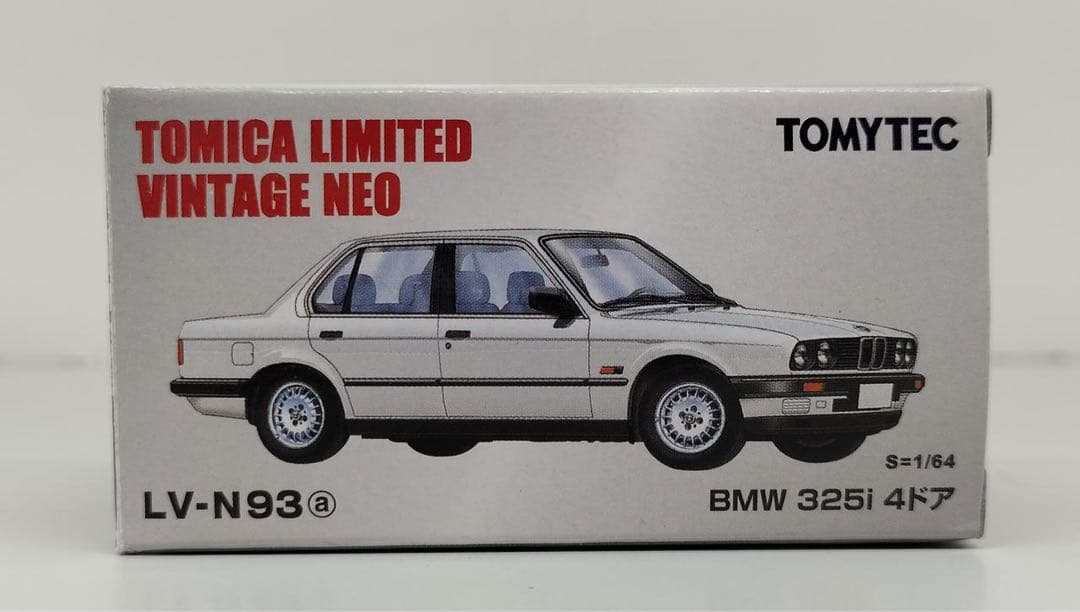 TOMICA LIMITED
VINTAGE NEO
TOMYTEC
S=1/64
LV-N93ⓐ
BMW 325i 4ドア